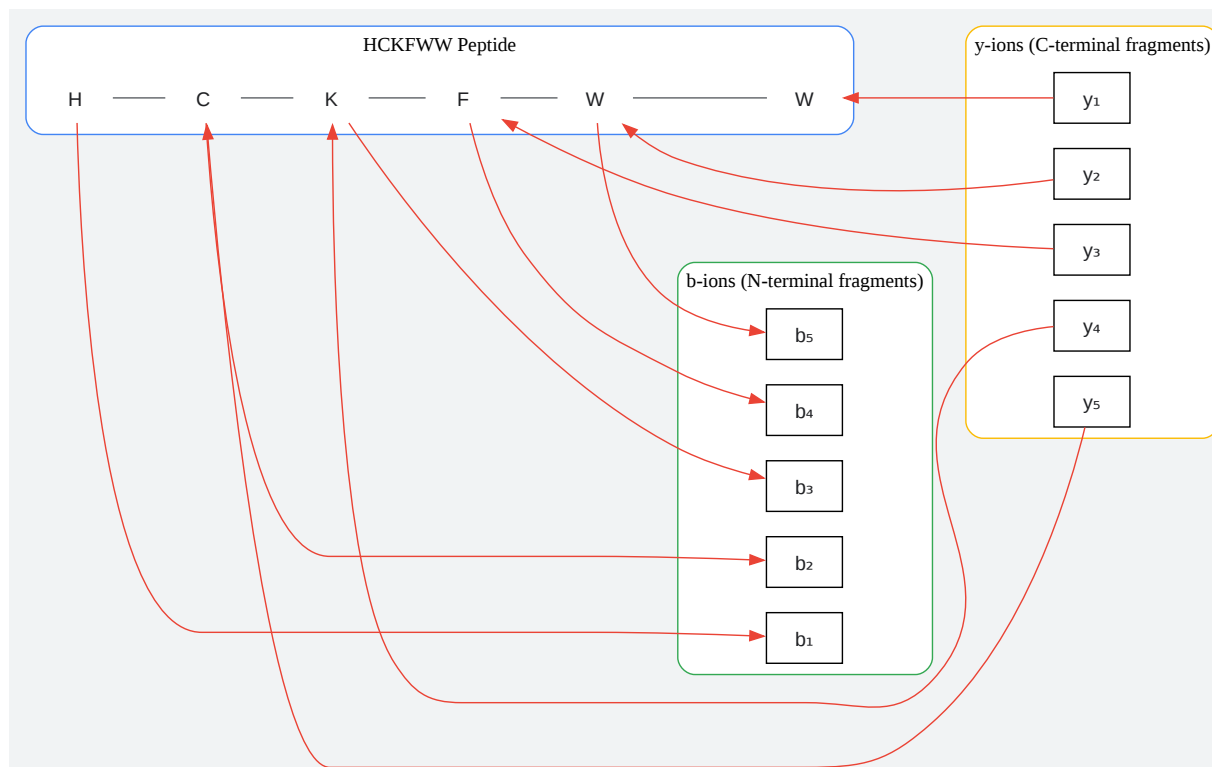 HCKFWW Peptide
H C K F W W
y-ions (C-terminal fragments)
y₁
y₂
y₃
y₄
y₅
b-ions (N-terminal fragments)
b₅
b₄
b₃
b₂
b₁